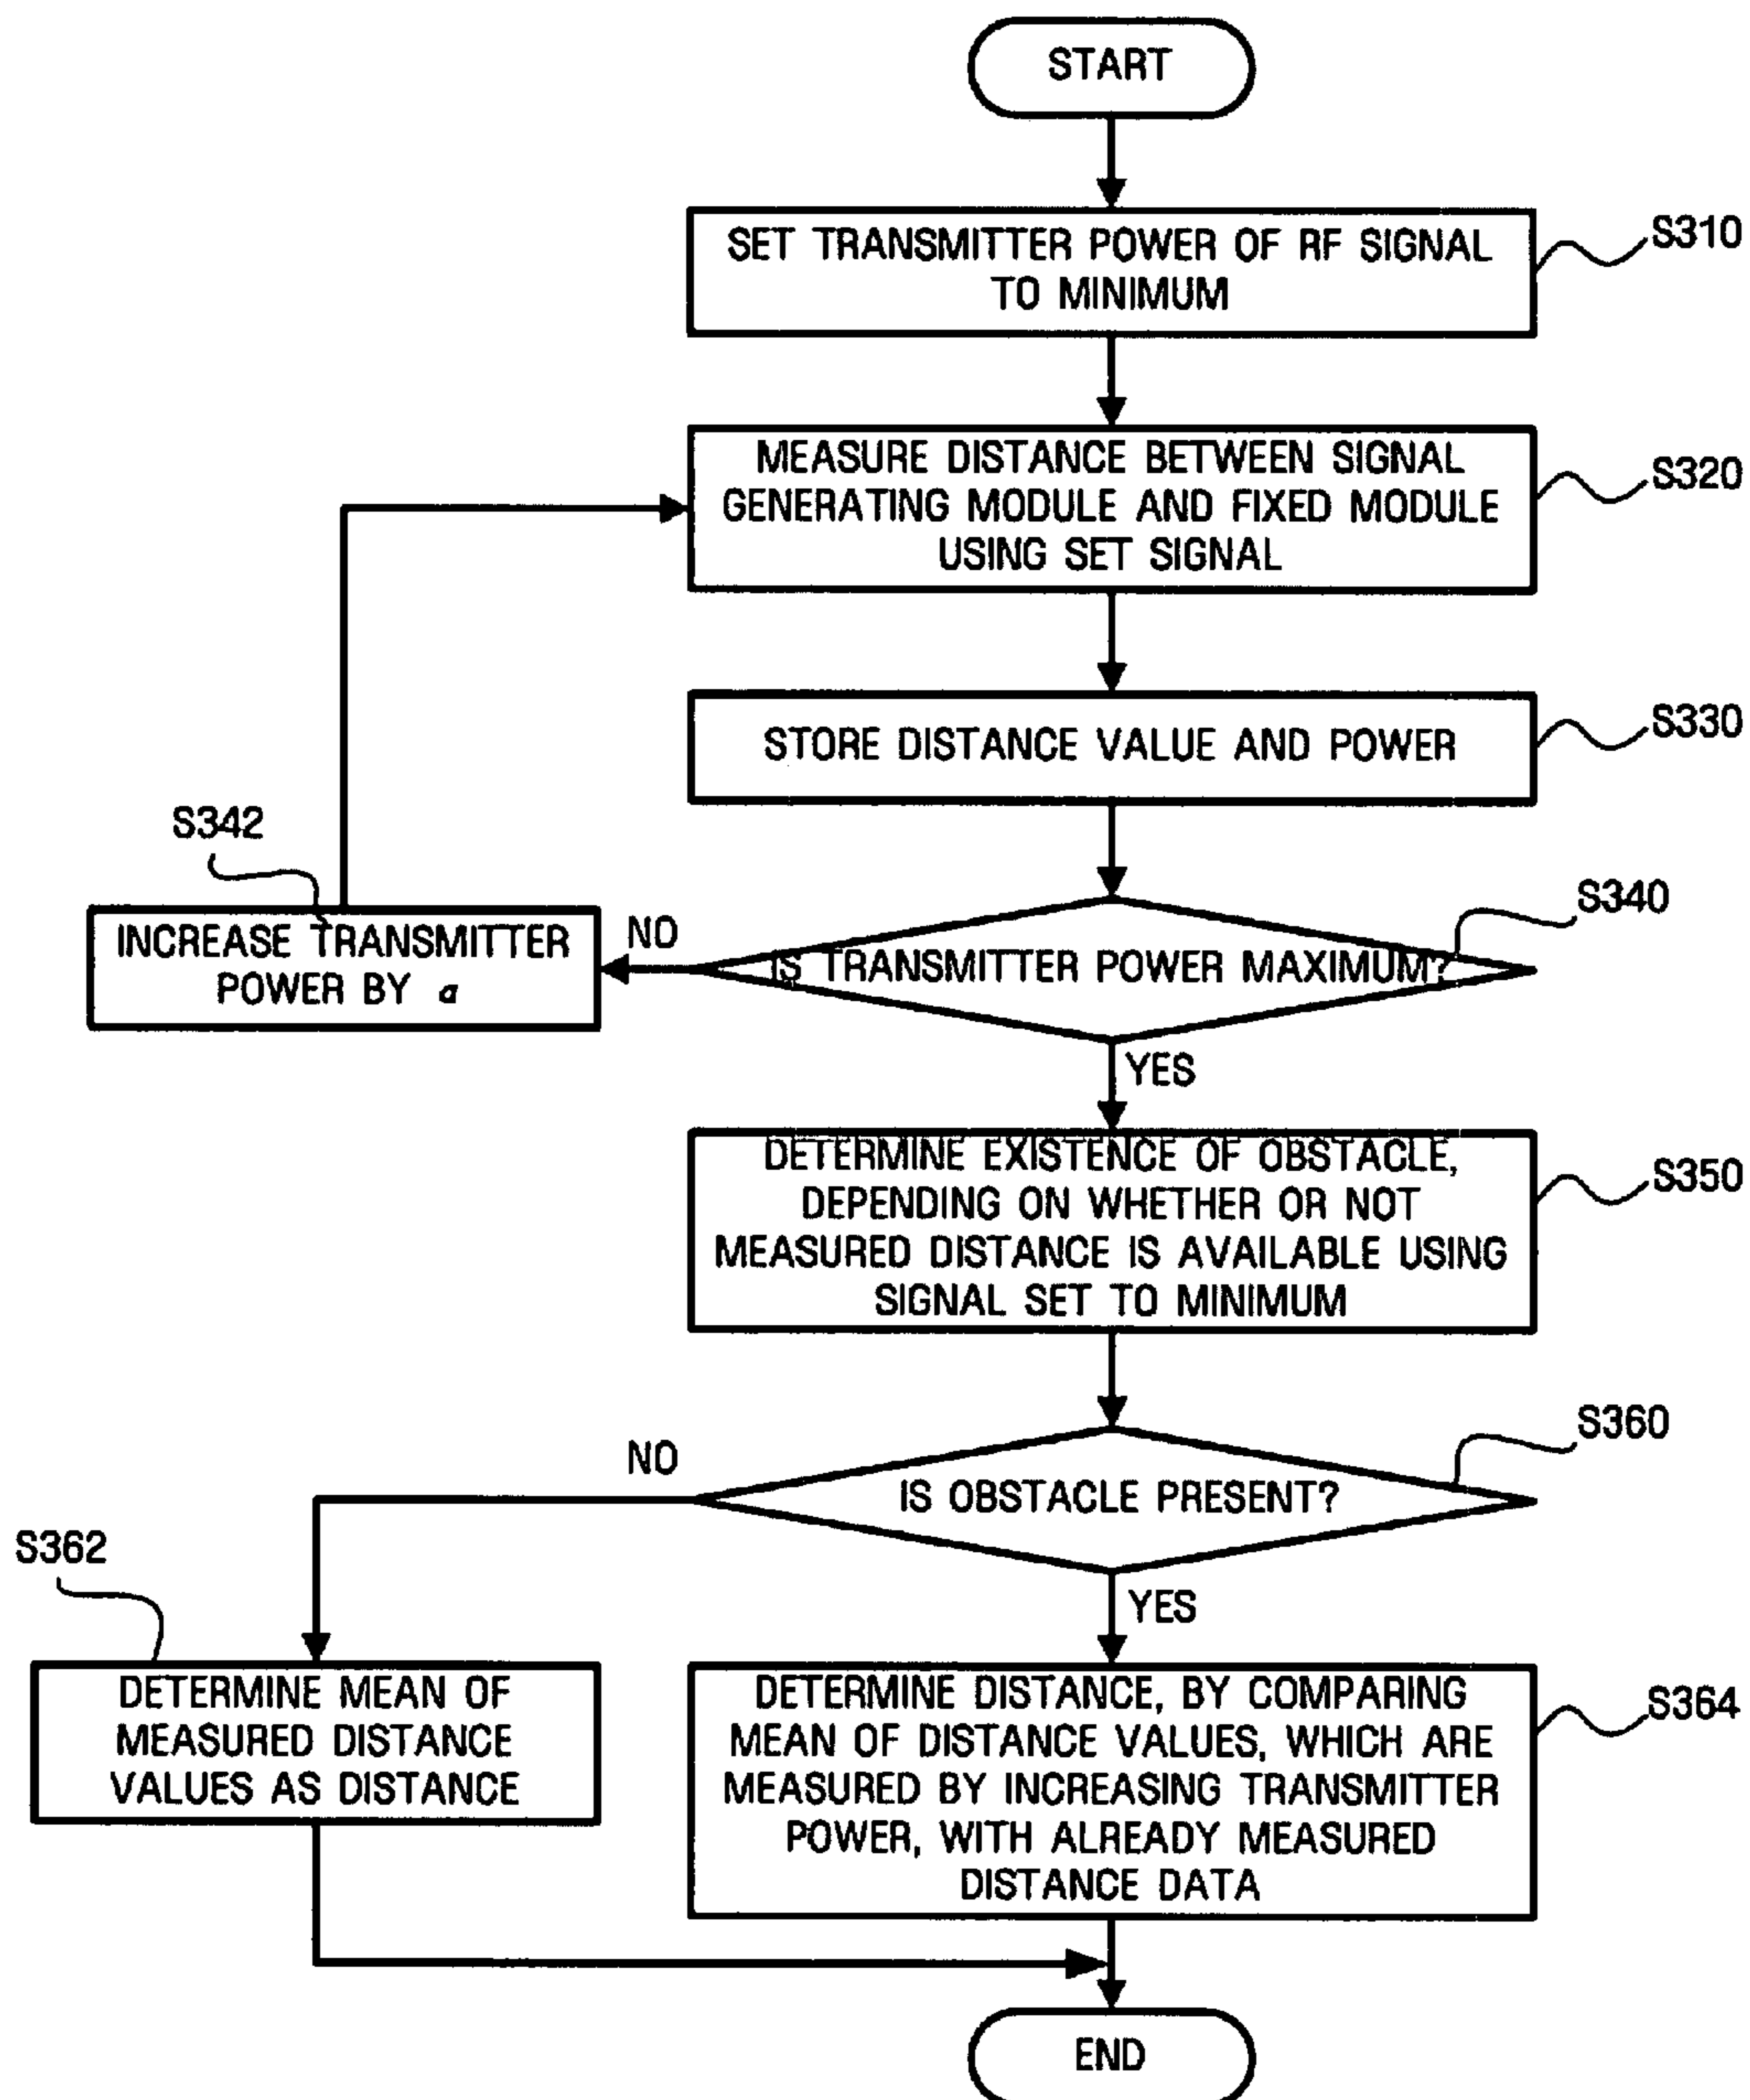 START
SET TRANSMITTER POWER OF RF SIGNAL
TO MINIMUM
S310
MEASURE DISTANCE BETWEEN SIGNAL
GENERATING MODULE AND FIXED MODULE
USING SET SIGNAL
S320
STORE DISTANCE VALUE AND POWER
S330
S342
INCREASE TRANSMITTER
POWER BY a
NO
IS TRANSMITTER POWER MAXIMUM?
S340
YES
DETERMINE EXISTENCE OF OBSTACLE,
DEPENDING ON WHETHER OR NOT
MEASURED DISTANCE IS AVAILABLE USING
SIGNAL SET TO MINIMUM
S350
NO
IS OBSTACLE PRESENT?
S360
YES
S362
DETERMINE MEAN OF
MEASURED DISTANCE
VALUES AS DISTANCE
DETERMINE DISTANCE, BY COMPARING
MEAN OF DISTANCE VALUES, WHICH ARE
MEASURED BY INCREASING TRANSMITTER
POWER, WITH ALREADY MEASURED
DISTANCE DATA
S364
END